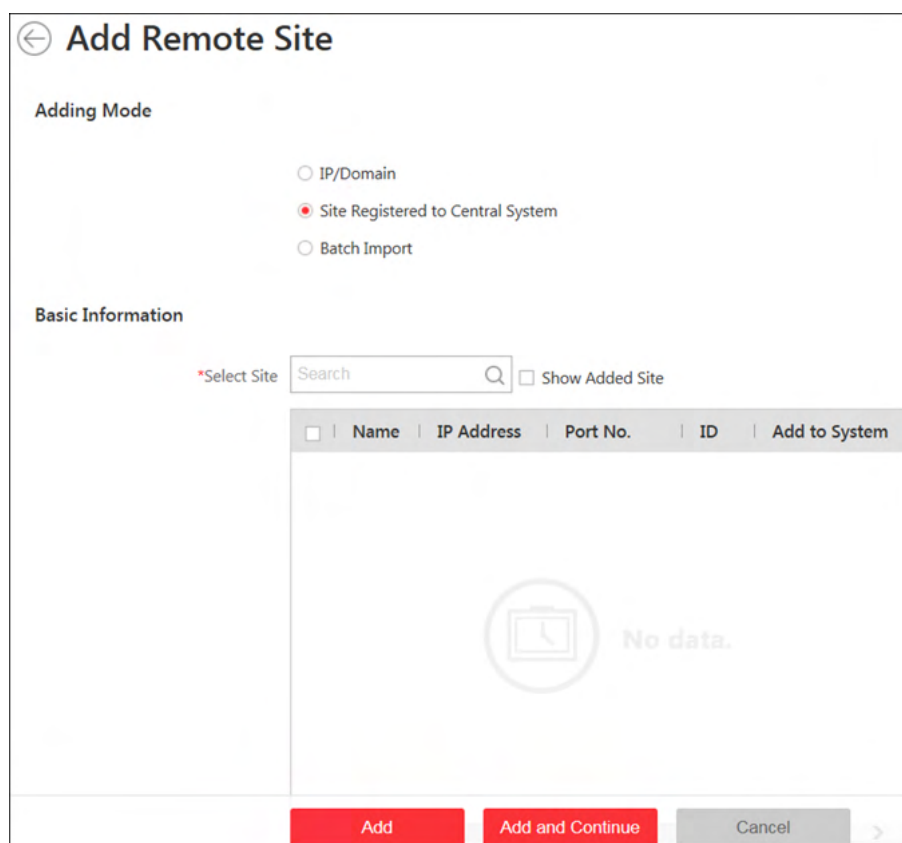 Add Remote Site
Adding Mode
IP/Domain
Site Registered to Central System
Batch Import
Basic Information
*Select Site Search Show Added Site
Name IP Address Port No. ID Add to System
No data.
Add Add and Continue Cancel